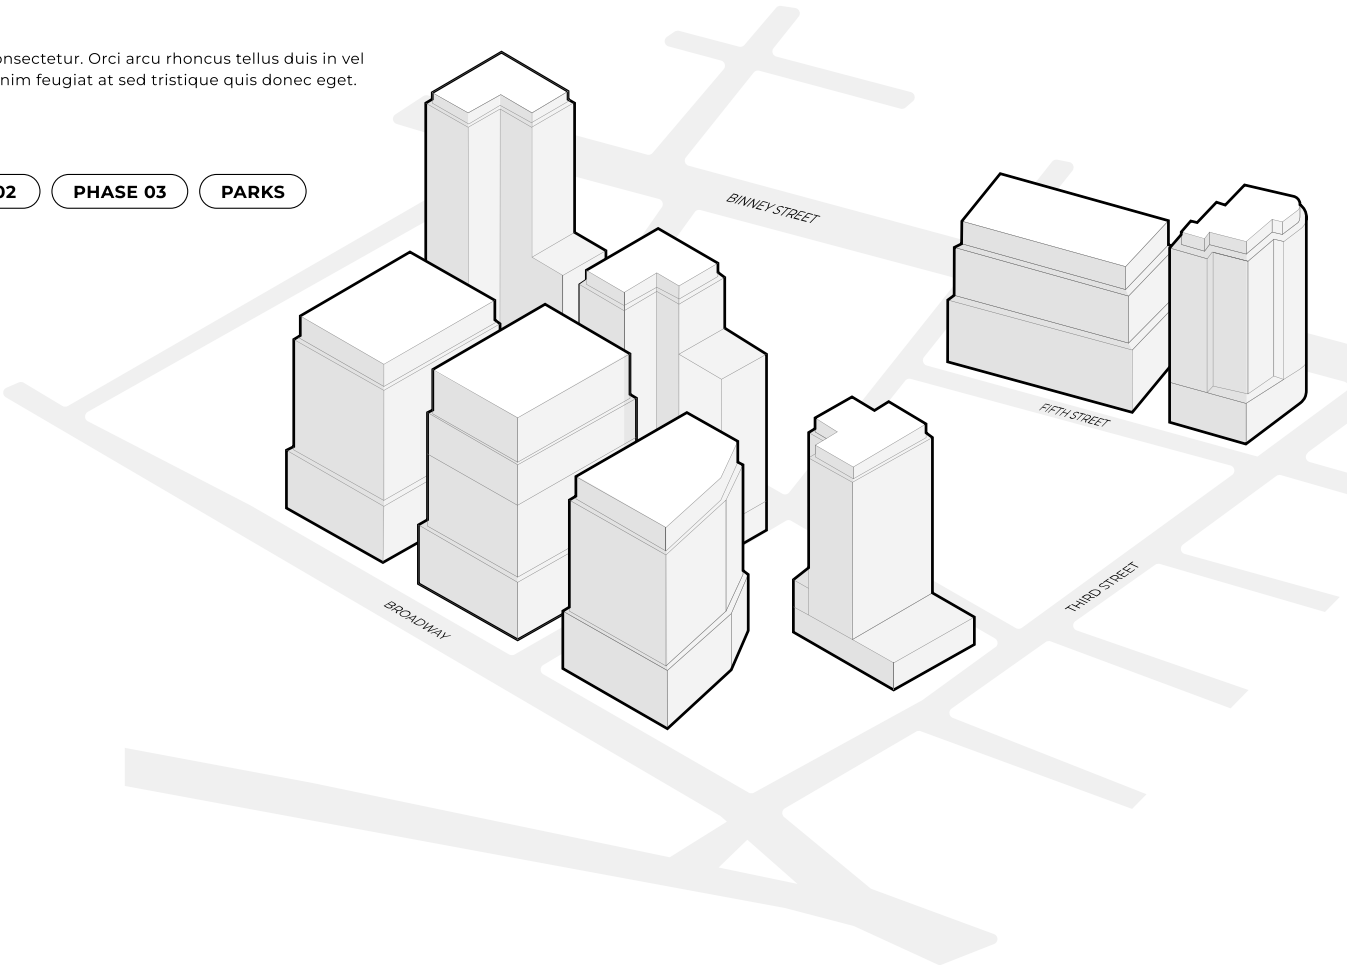 onsectetur. Orci arcu rhoncus tellus duis in vel
nim feugiat at sed tristique quis donec eget.
02
PHASE 03
PARKS
BINNEY STREET
FIFTH STREET
THIRD STREET
BROADWAY